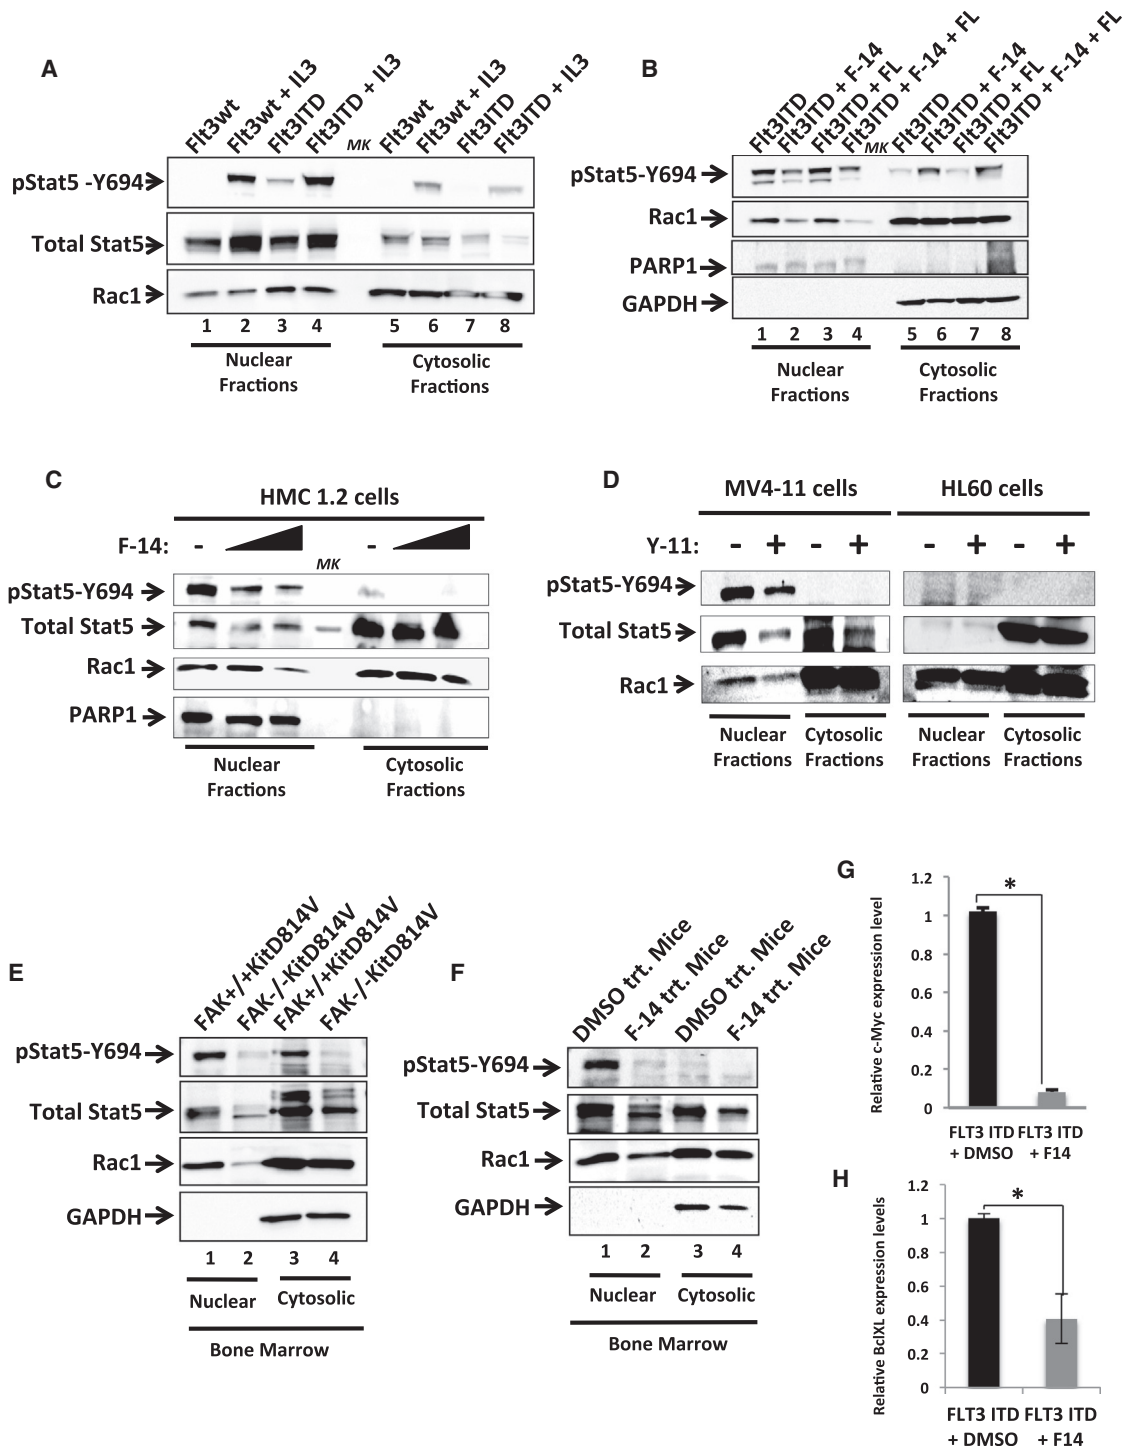 A
Flt3wt
Flt3wt + IL3
Flt3ITD
Flt3ITD + IL3
MK
Flt3wt
Flt3wt + IL3
Flt3ITD
Flt3ITD + IL3
pStat5 -Y694
Total Stat5
Rac1
1 2 3 4 5 6 7 8
Nuclear
Fractions
Cytosolic
Fractions
B
Flt3ITD
Flt3ITD + F-14
Flt3ITD + FL
Flt3ITD + F-14 + FL
MK
Flt3ITD
Flt3ITD + F-14
Flt3ITD + FL
Flt3ITD + F-14 + FL
pStat5-Y694
Rac1
PARP1
GAPDH
1 2 3 4 5 6 7 8
Nuclear
Fractions
Cytosolic
Fractions
C
HMC 1.2 cells
F-14: - -
MK
pStat5-Y694
Total Stat5
Rac1
PARP1
Nuclear
Fractions
Cytosolic
Fractions
D
MV4-11 cells HL60 cells
Y-11: - + - + - + - +
pStat5-Y694
Total Stat5
Rac1
Nuclear
Fractions
Cytosolic
Fractions
Nuclear
Fractions
Cytosolic
Fractions
E
FAK+/+KitD814V
FAK-/-KitD814V
FAK+/+KitD814V
FAK-/-KitD814V
pStat5-Y694
Total Stat5
Rac1
GAPDH
1 2 3 4
Nuclear Cytosolic
Bone Marrow
F
DMSO trt. Mice
F-14 trt. Mice
DMSO trt. Mice
F-14 trt. Mice
pStat5-Y694
Total Stat5
Rac1
GAPDH
1 2 3 4
Nuclear Cytosolic
Bone Marrow
G
Relative c-Myc expression level
1.2
1
0.8
0.6
0.4
0.2
0
*
FLT3 ITD
+ DMSO
FLT3 ITD
+ F14
H
Relative BclXL expression levels
1.2
1
0.8
0.6
0.4
0.2
0
*
FLT3 ITD
+ DMSO
FLT3 ITD
+ F14